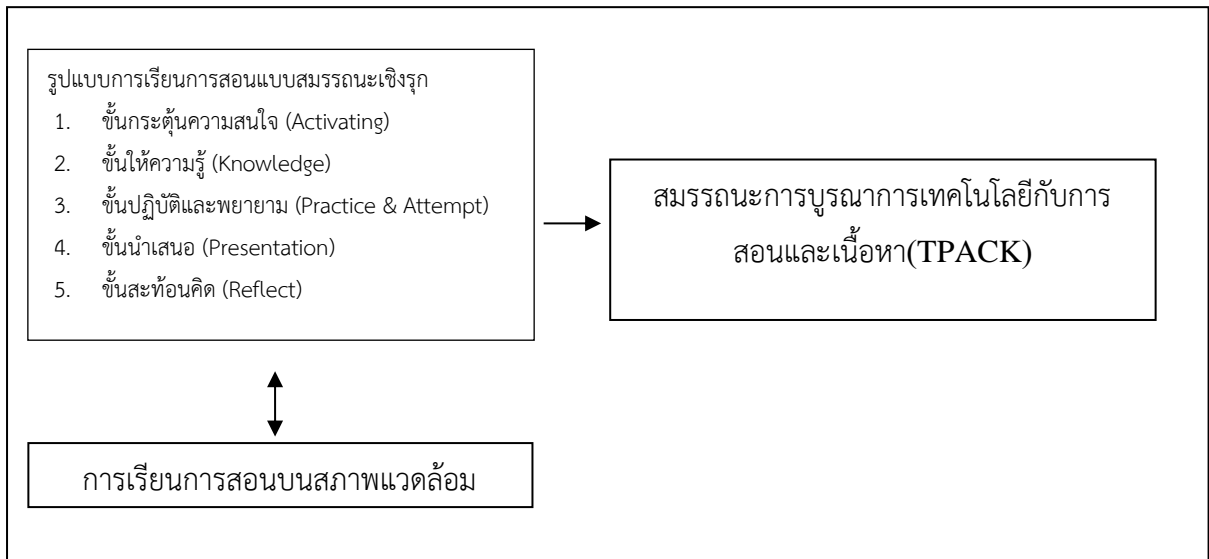 รูปแบบการเรียนการสอนแบบสมรรถนะเชิงรุก
1. ขั้นกระตุ้นความสนใจ (Activating)
2. ขั้นให้ความรู้ (Knowledge)
3. ขั้นปฏิบัติและพยายาม (Practice & Attempt)
4. ขั้นนำเสนอ (Presentation)
5. ขั้นสะท้อนคิด (Reflect)
สมรรถนะการบูรณาการเทคโนโลยีกับการ
สอนและเนื้อหา(TPACK)
การเรียนการสอนบนสภาพแวดล้อม